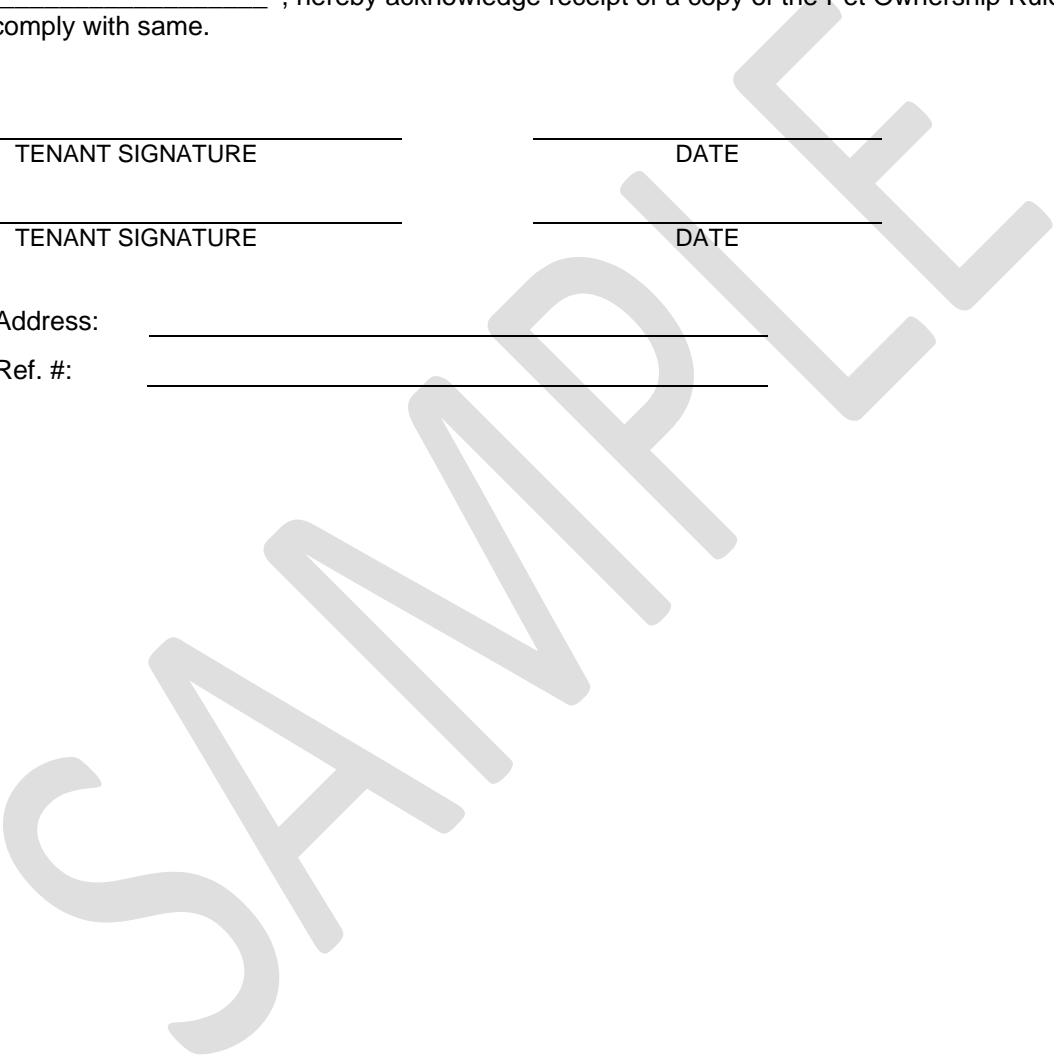 _________________ , hereby acknowledge receipt of a copy of the Pet Ownership
comply with same.
TENANT SIGNATURE DATE
TENANT SIGNATURE DATE
Address:
Ref. #:
SAMPLE